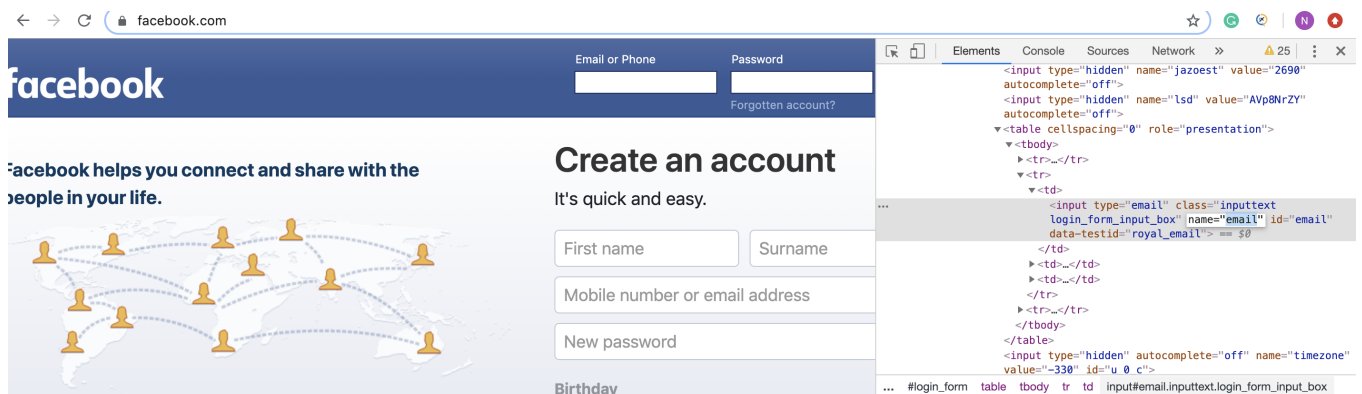 facebook.com
N
Email or Phone Password
facebook
Forgotten account?
Facebook helps you connect and share with the
people in your life.
Create an account
It's quick and easy.
First name Surname
Mobile number or email address
New password
Birthday
Elements Console Sources Network » 25
<input type="hidden" name="jazoest" value="2690"
autocomplete="off">
<input type="hidden" name="lsd" value="AVp8NrZY"
autocomplete="off">
▼<table cellspacing="0" role="presentation">
▼<tbody>
▶<tr>…</tr>
▼<tr>
▼<td>
... <input type="email" class="inputtext
login_form_input_box" name="email" id="email"
data-testid="royal_email"> == $0
</td>
▶<td>…</td>
▶<td>…</td>
</tr>
▶<tr>…</tr>
</tbody>
</table>
<input type="hidden" autocomplete="off" name="timezone"
value="-330" id="u_0_c">
... #login_form table tbody tr td input#email.inputtext.login_form_input_box